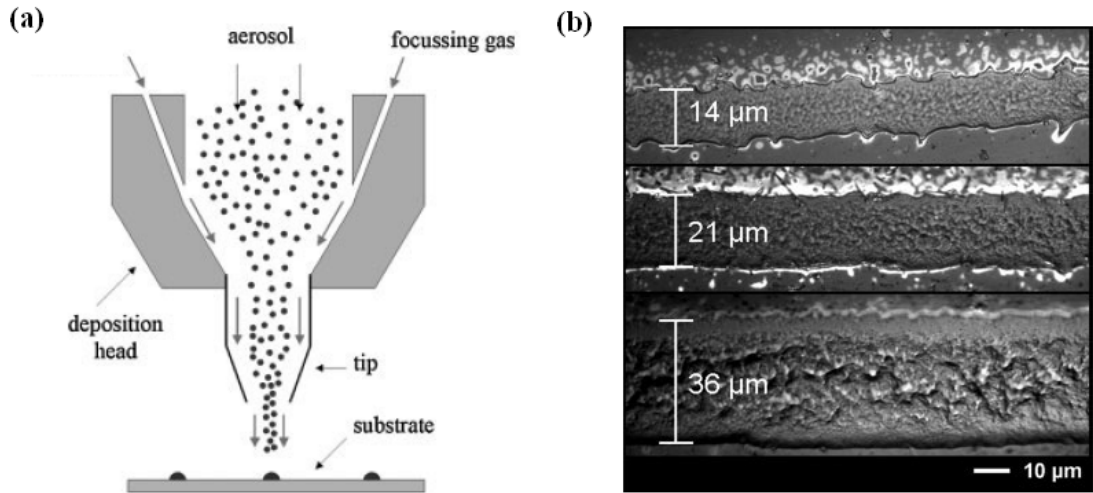 (a)
aerosol
focussing gas
deposition
head
tip
substrate
(b)
14 µm
21 µm
36 µm
10 µm